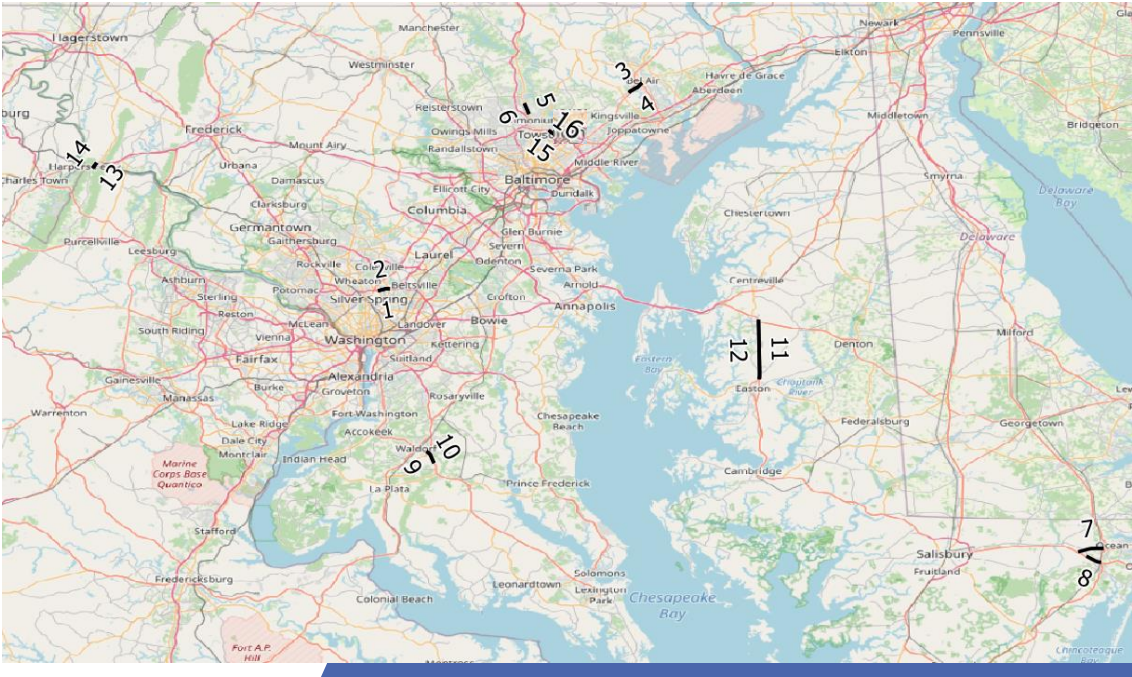 Hagerstown
Manchester
Newark
Pennsville
Elkton
Westminster
3
Bel Air
Havre de Grace
Aberdeen
Reisterstown
5
6
4
Kingsville
Middletown
Frederick
Owings Mills
16
Joppatowne
Bridgeton
Randallstown
15
Mount Airy
14
Middle River
Urbana
13
Charles Town
Baltimore
Smyrna
Damascus
Ellicott City
Dundalk
Delaware
Bay
Clarksburg
Columbia
Chestertown
Germantown
Glen Burnie
Purcellville
Gaithersburg
Severn
Delaware
Leesburg
Laurel
Odenton
Rockville
2
Severna Park
Ashburn
Potomac
Wheaton
Beltsville
Centreville
Arnold
Sterling
Silver Spring
Crofton
Annapolis
1
Reston
Bowie
South Riding
McLean
Landover
Milford
Vienna
Washington
Kettering
11
12
Denton
Fairfax
Suitland
Eastern
Bay
Gainesville
Alexandria
Choptank
River
Burke
Groveton
Rosaryville
Easton
Manassas
Warrenton
Fort Washington
Chesapeake
Beach
Lake Ridge
Accokeek
Federalsburg
Georgetown
Dale City
10
Montclair
Waldorf
Indian Head
9
Marine
Corps Base
Quantico
Cambridge
La Plata
Prince Frederick
Stafford
7
Salisbury
Fruitland
8
Fredericksburg
Solomons
Leonardtown
Lexington
Park
Colonial Beach
Chesapeake
Bay
Fort A.P.
Hill
Chincoteague
Bay